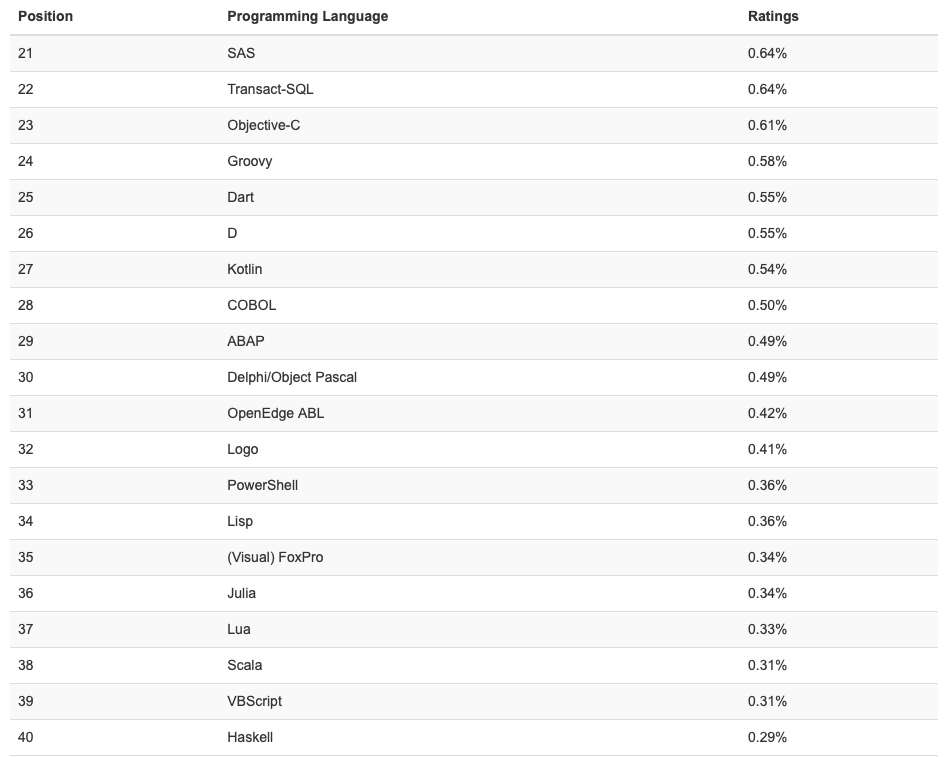 Position Programming Language Ratings
21 SAS 0.64%
22 Transact-SQL 0.64%
23 Objective-C 0.61%
24 Groovy 0.58%
25 Dart 0.55%
26 D 0.55%
27 Kotlin 0.54%
28 COBOL 0.50%
29 ABAP 0.49%
30 Delphi/Object Pascal 0.49%
31 OpenEdge ABL 0.42%
32 Logo 0.41%
33 PowerShell 0.36%
34 Lisp 0.36%
35 (Visual) FoxPro 0.34%
36 Julia 0.34%
37 Lua 0.33%
38 Scala 0.31%
39 VBScript 0.31%
40 Haskell 0.29%